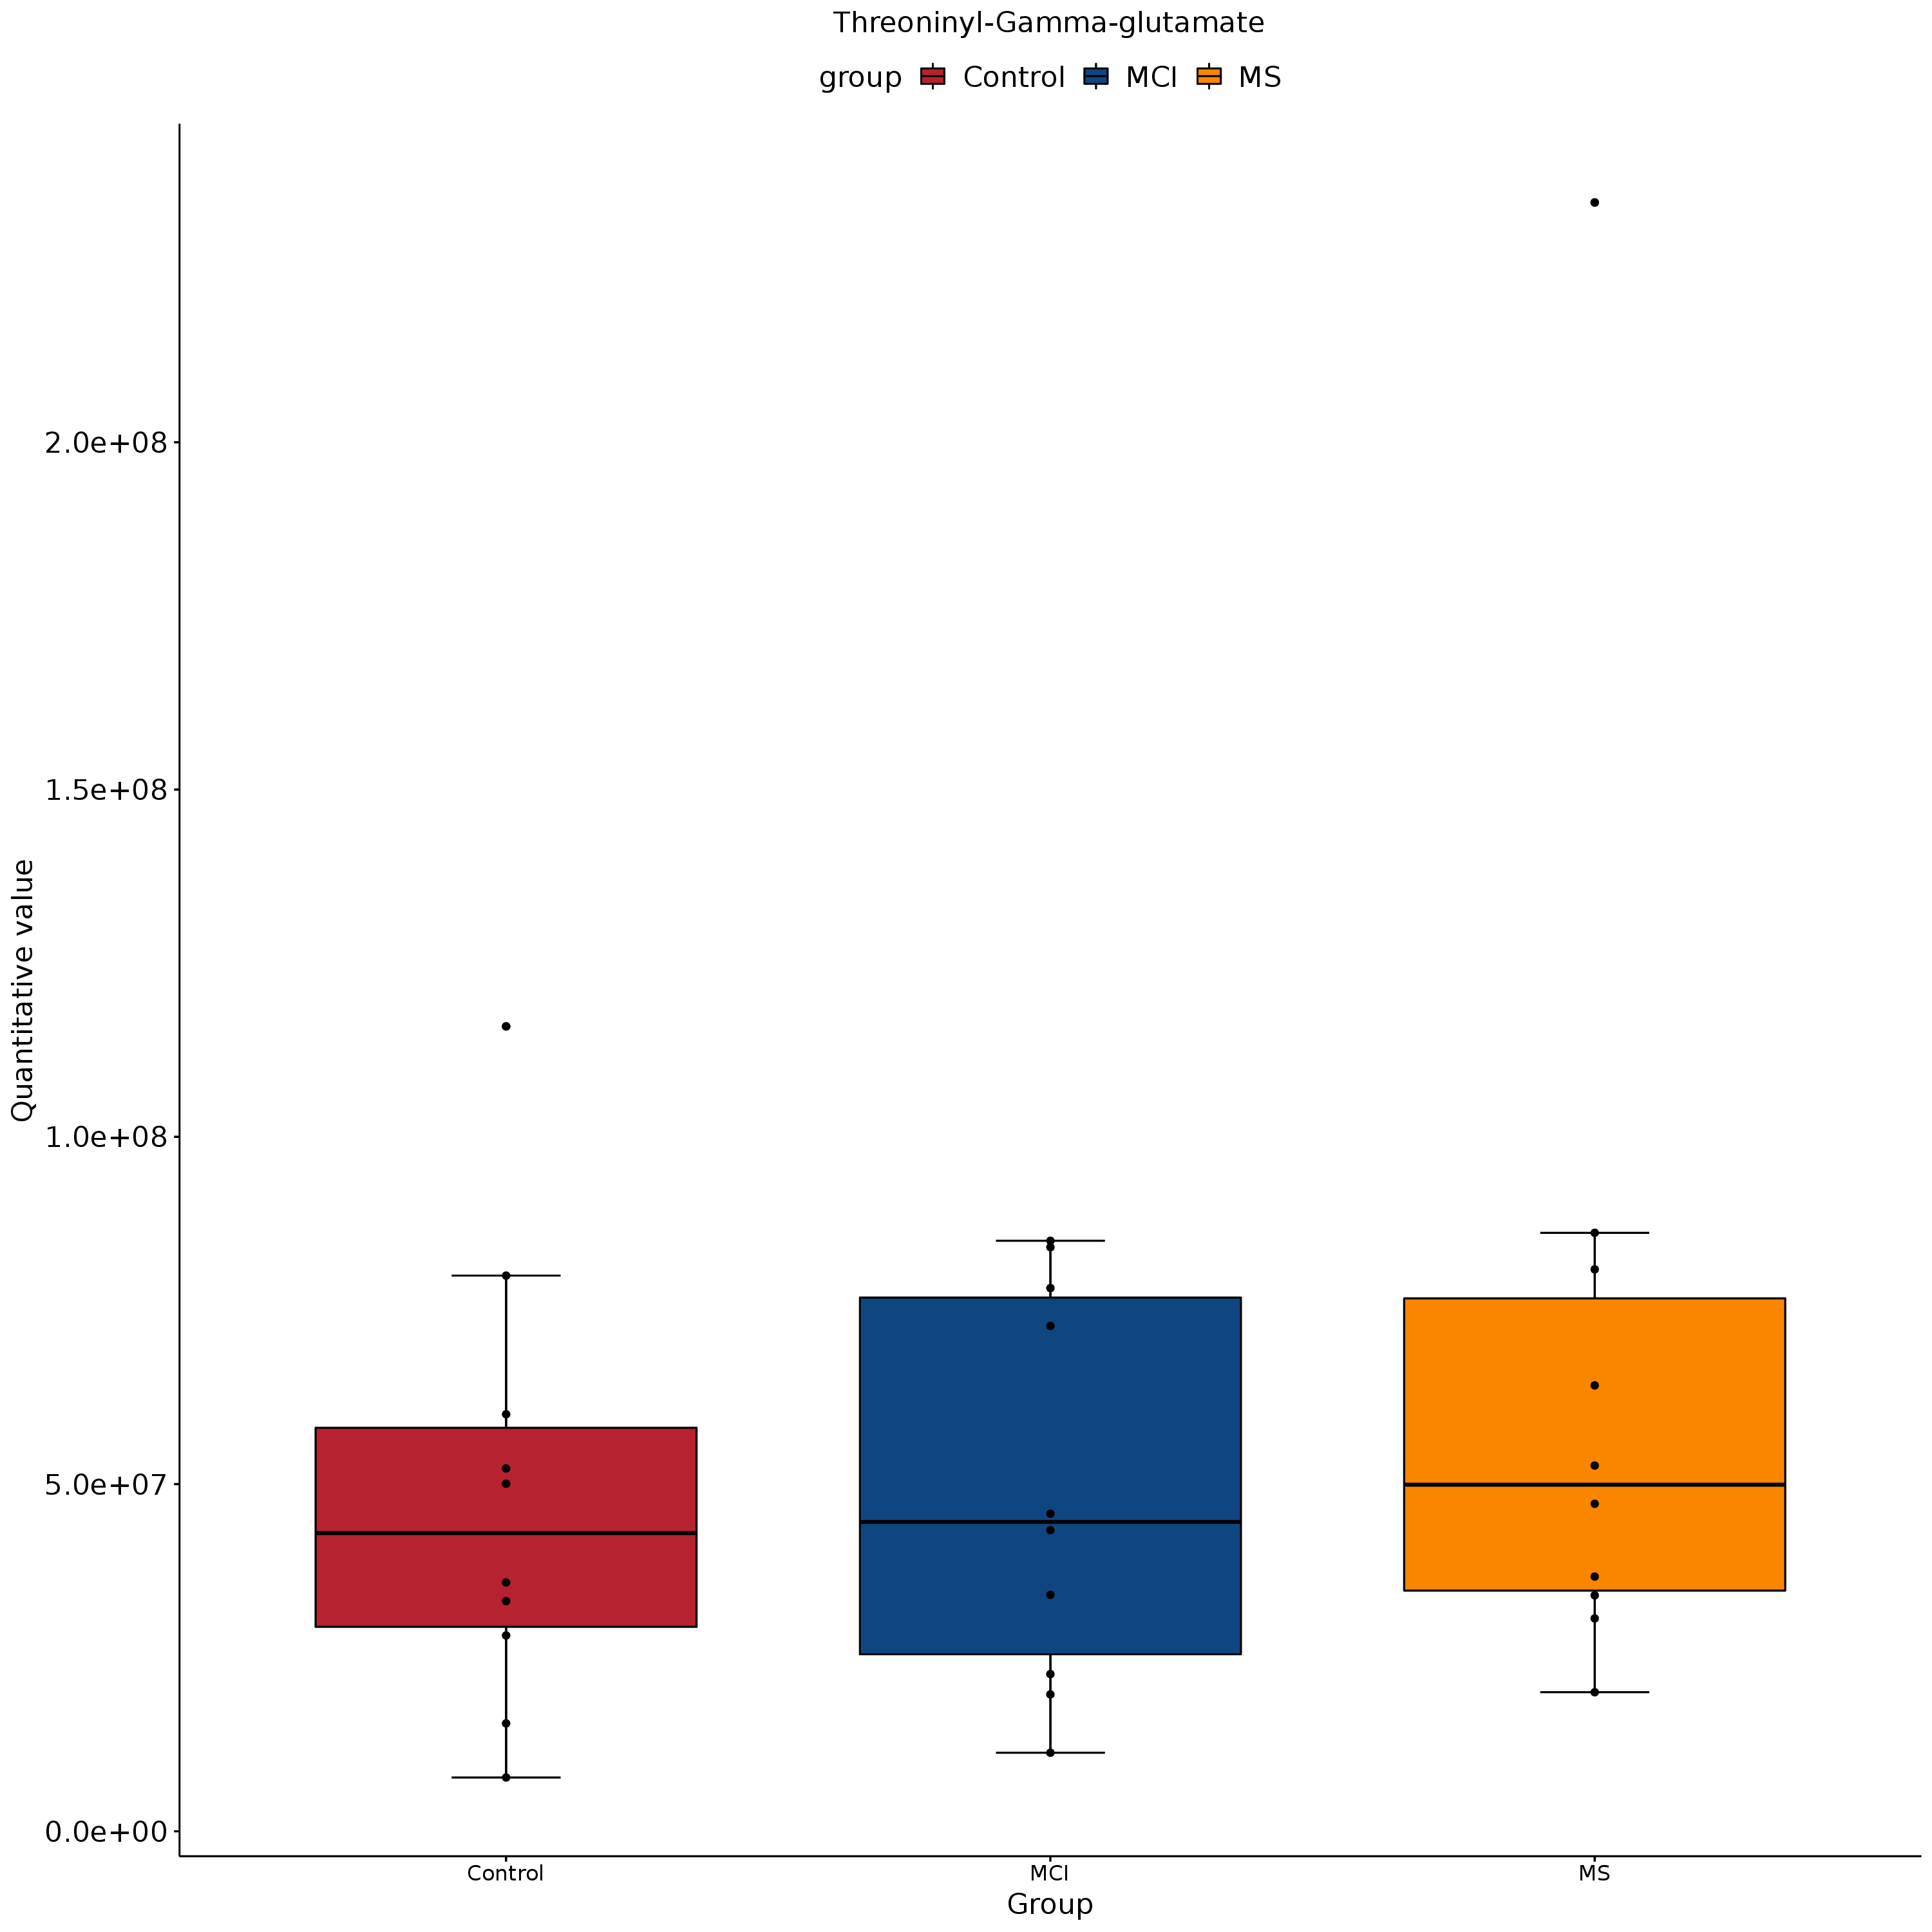 Threoninyl-Gamma-glutamate
group Control MCI MS
Quantitative value
2.0e+08
1.5e+08
1.0e+08
5.0e+07
0.0e+00
Control MCI MS
Group